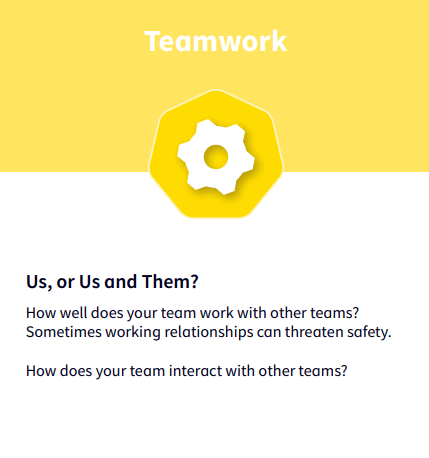 Teamwork
Us, or Us and Them?
How well does your team work with other teams?
Sometimes working relationships can threaten safety.
How does your team interact with other teams?